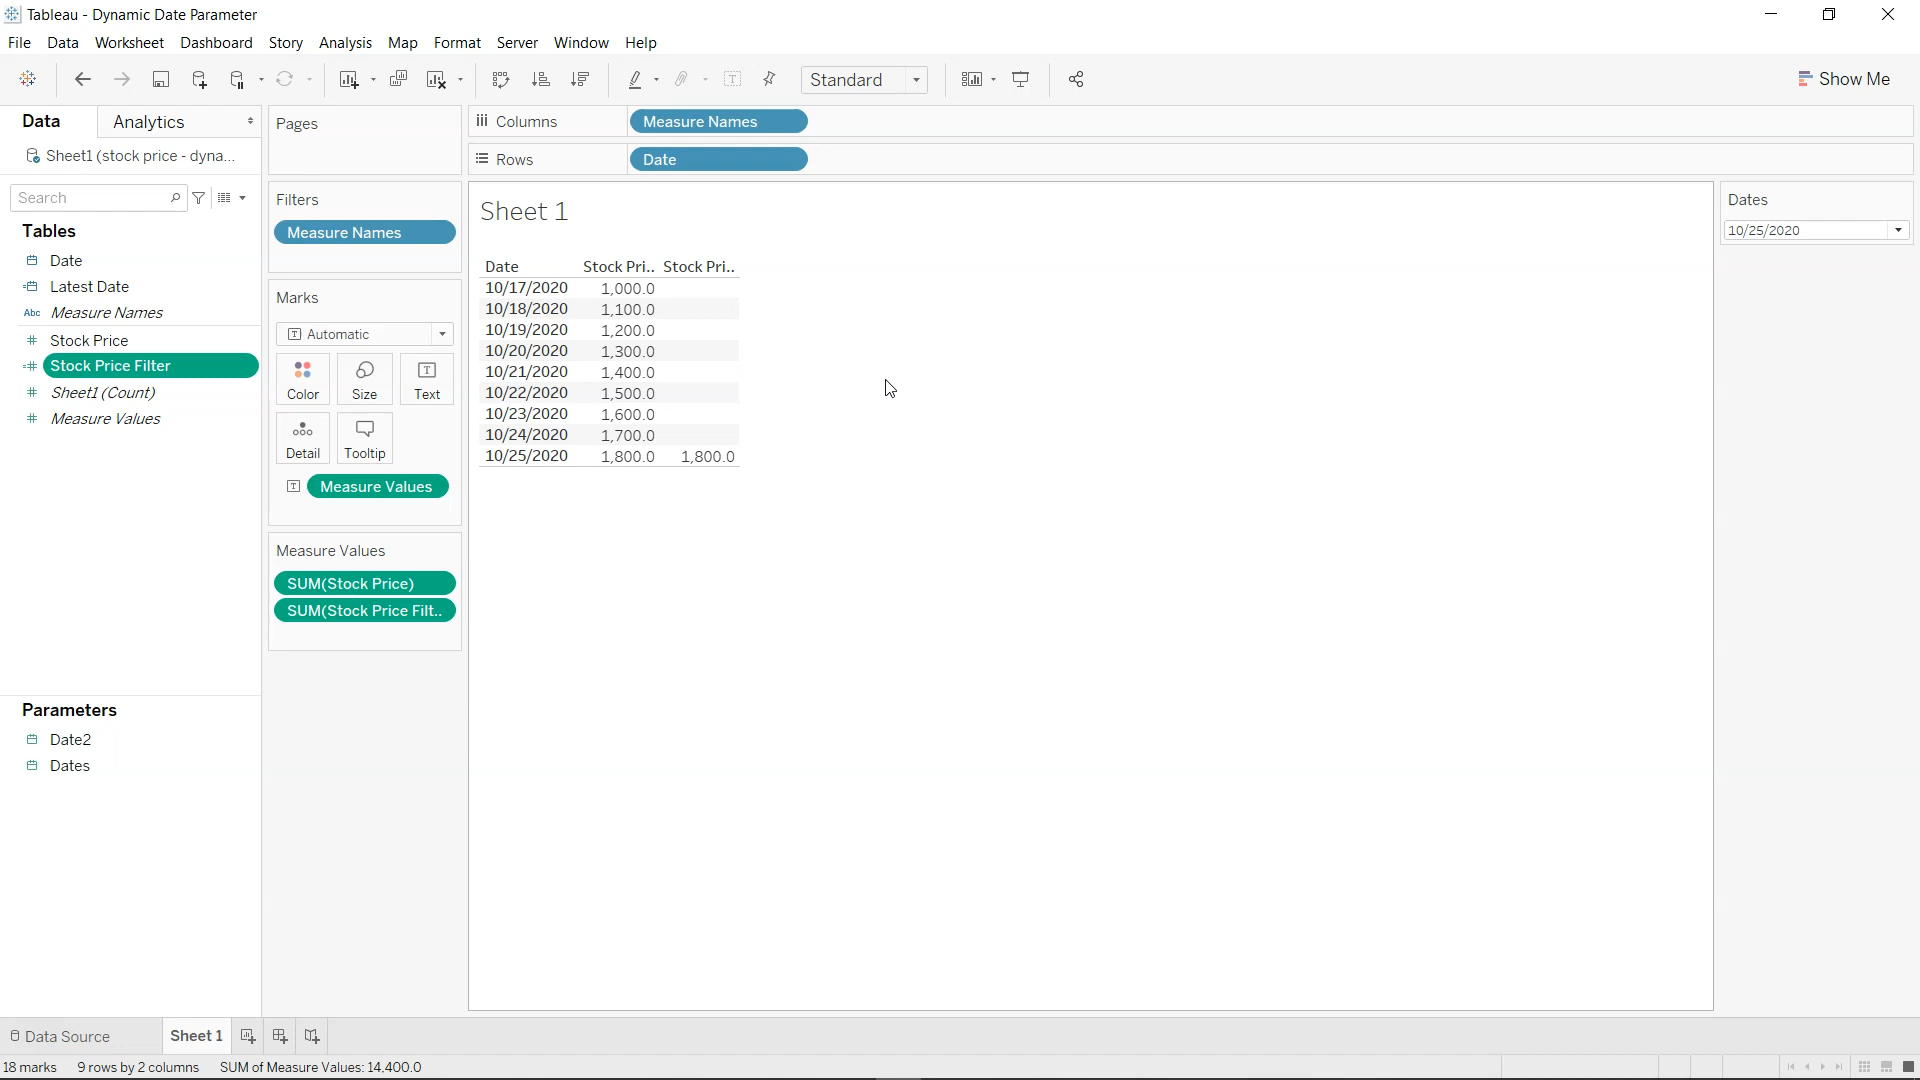 Tableau - Dynamic Date Parameter
File Data Worksheet Dashboard Story Analysis Map Format Server Window Help
Standard
Show Me
Data Analytics
Sheet1 (stock price - dyna...
Search
Tables
Date
Latest Date
Abc Measure Names
Stock Price
Stock Price Filter
Sheet1 (Count)
Measure Values
Parameters
Date2
Dates
Pages
Filters
Measure Names
Marks
Automatic
Color Size Text
Detail Tooltip
Measure Values
Measure Values
SUM(Stock Price)
SUM(Stock Price Filt..
Columns Measure Names
Rows Date
Sheet 1
Date Stock Pri.. Stock Pri..
10/17/2020 1,000.0
10/18/2020 1,100.0
10/19/2020 1,200.0
10/20/2020 1,300.0
10/21/2020 1,400.0
10/22/2020 1,500.0
10/23/2020 1,600.0
10/24/2020 1,700.0
10/25/2020 1,800.0 1,800.0
Dates
10/25/2020
Data Source Sheet 1
18 marks 9 rows by 2 columns SUM of Measure Values: 14,400.0